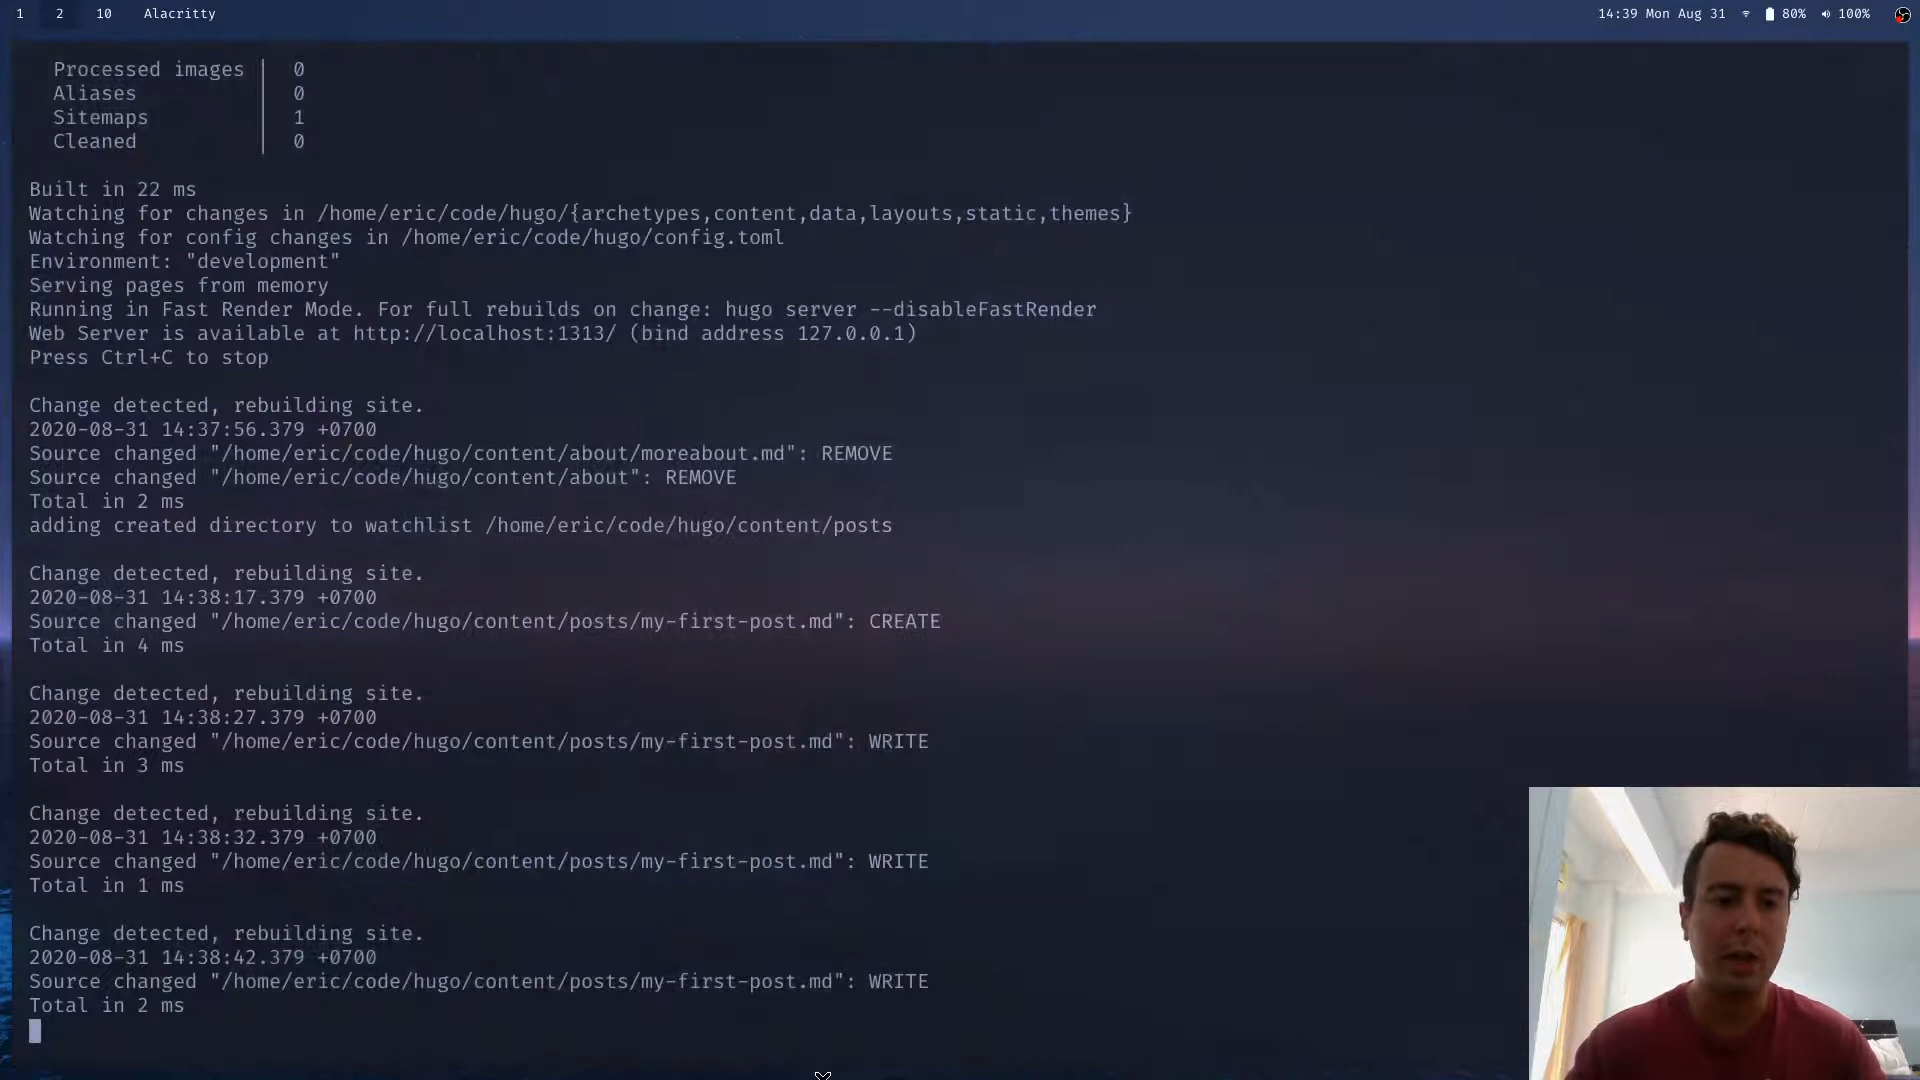 1 2 10 Alacritty 14:39 Mon Aug 31 80% 100%
Processed images │ 0
Aliases │ 0
Sitemaps │ 1
Cleaned │ 0
Built in 22 ms
Watching for changes in /home/eric/code/hugo/{archetypes,content,data,layouts,static,themes}
Watching for config changes in /home/eric/code/hugo/config.toml
Environment: "development"
Serving pages from memory
Running in Fast Render Mode. For full rebuilds on change: hugo server --disableFastRender
Web Server is available at http://localhost:1313/ (bind address 127.0.0.1)
Press Ctrl+C to stop
Change detected, rebuilding site.
2020-08-31 14:37:56.379 +0700
Source changed "/home/eric/code/hugo/content/about/moreabout.md": REMOVE
Source changed "/home/eric/code/hugo/content/about": REMOVE
Total in 2 ms
adding created directory to watchlist /home/eric/code/hugo/content/posts
Change detected, rebuilding site.
2020-08-31 14:38:17.379 +0700
Source changed "/home/eric/code/hugo/content/posts/my-first-post.md": CREATE
Total in 4 ms
Change detected, rebuilding site.
2020-08-31 14:38:27.379 +0700
Source changed "/home/eric/code/hugo/content/posts/my-first-post.md": WRITE
Total in 3 ms
Change detected, rebuilding site.
2020-08-31 14:38:32.379 +0700
Source changed "/home/eric/code/hugo/content/posts/my-first-post.md": WRITE
Total in 1 ms
Change detected, rebuilding site.
2020-08-31 14:38:42.379 +0700
Source changed "/home/eric/code/hugo/content/posts/my-first-post.md": WRITE
Total in 2 ms